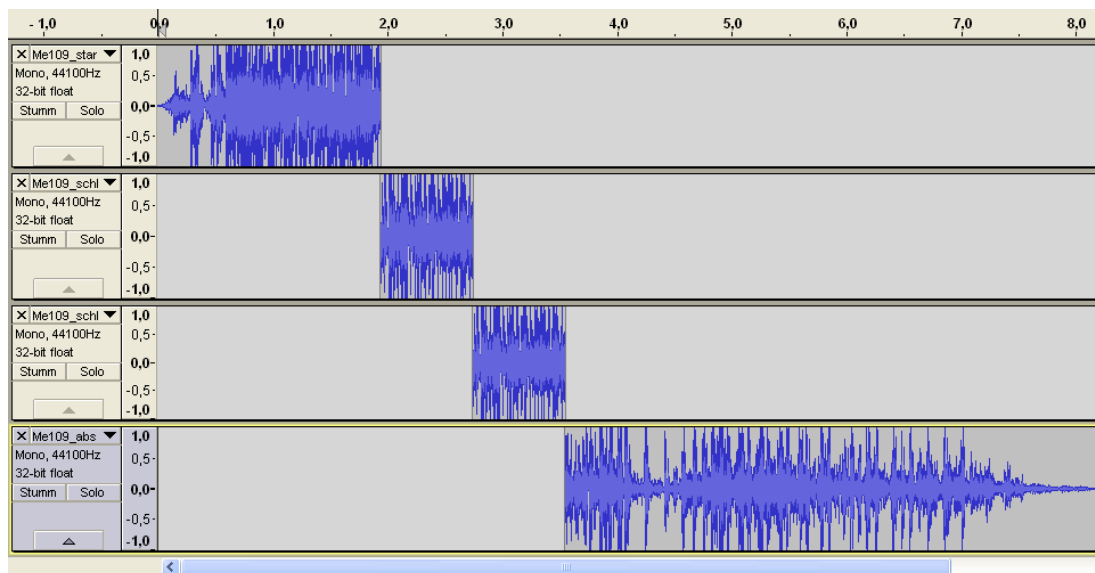 - 1,0 0,0 1,0 2,0 3,0 4,0 5,0 6,0 7,0 8,0
Me109_star 1,0
Mono, 44100Hz 0,5-
32-bit float
Stumm Solo 0,0-
-0,5-
-1,0
Me109_schl 1,0
Mono, 44100Hz 0,5-
32-bit float
Stumm Solo 0,0-
-0,5-
-1,0
Me109_schl 1,0
Mono, 44100Hz 0,5-
32-bit float
Stumm Solo 0,0-
-0,5-
-1,0
Me109_abs 1,0
Mono, 44100Hz 0,5-
32-bit float
Stumm Solo 0,0-
-0,5-
-1,0